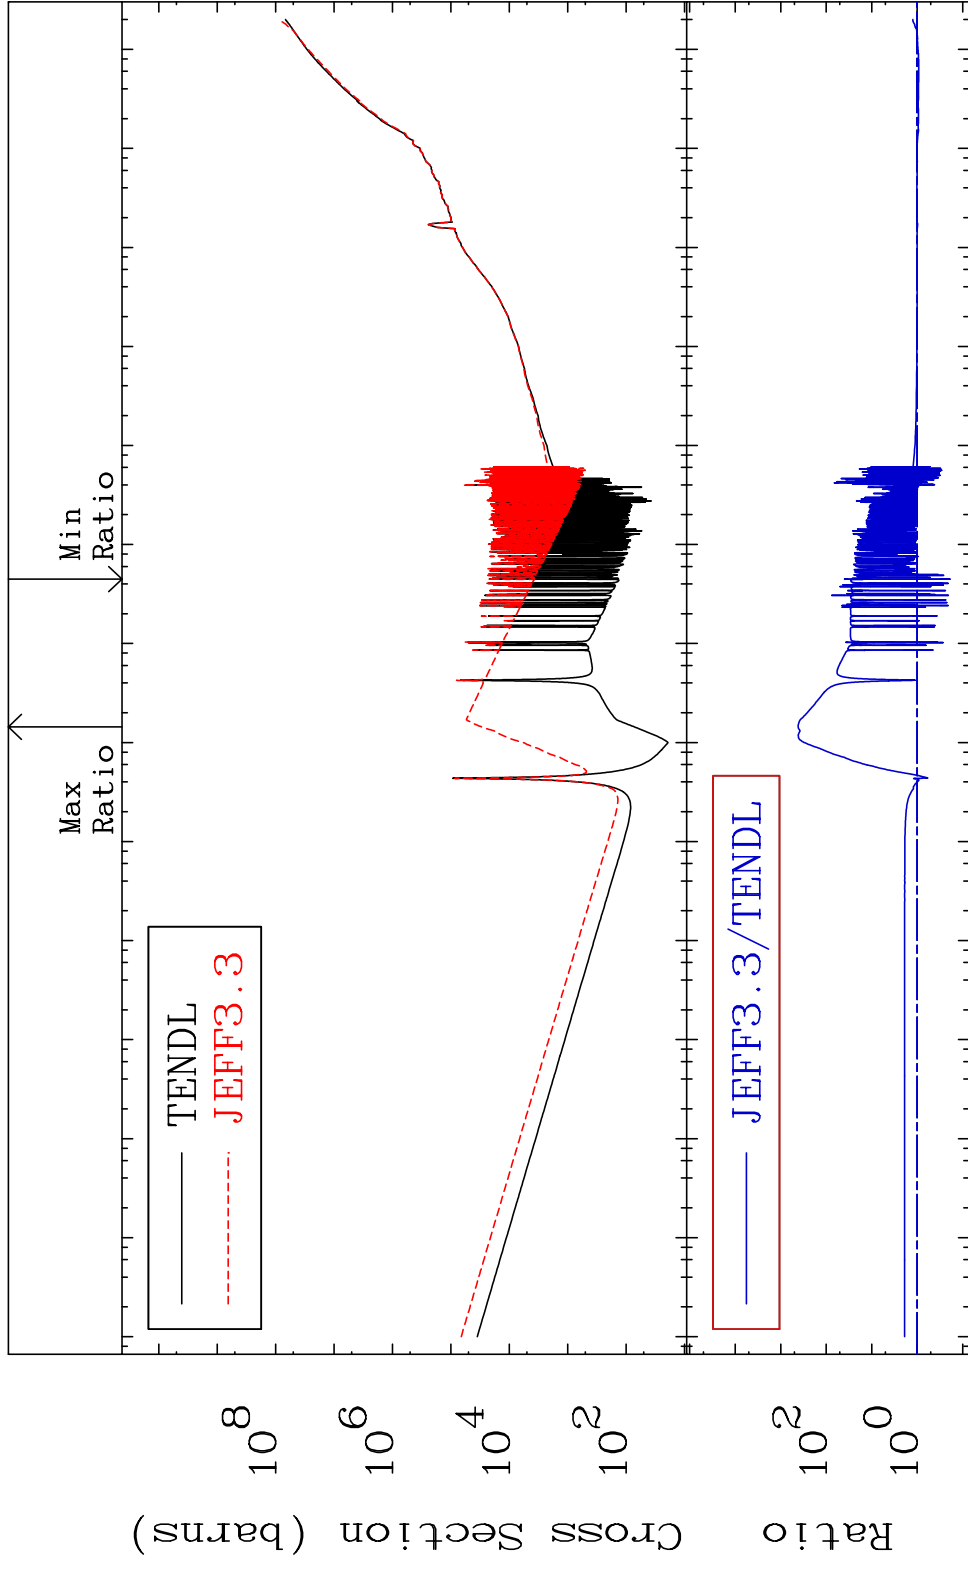 Max
Ratio
Min
Ratio
TENDL
JEFF3.3
Cross Section (barns)
10^8
10^6
10^4
10^2
JEFF3.3/TENDL
Ratio
10^2
10^0